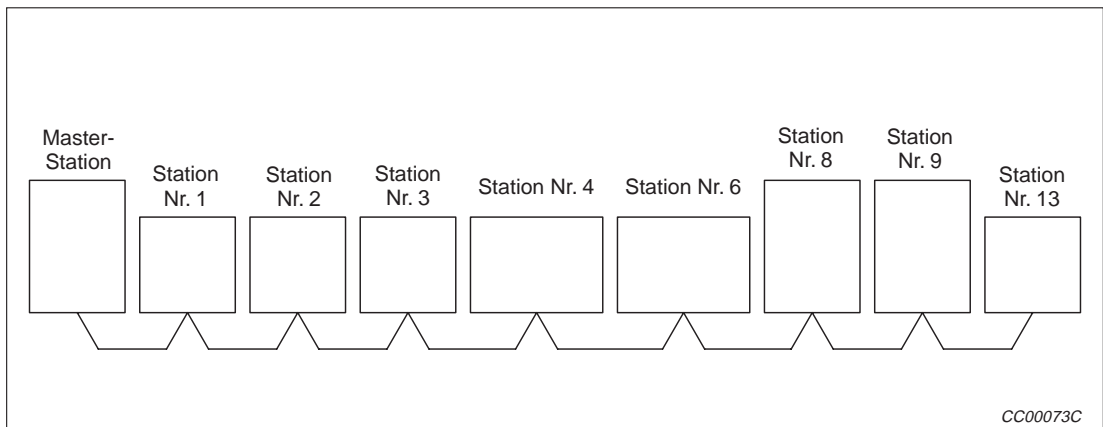 Master-
Station
Station
Nr. 1
Station
Nr. 2
Station
Nr. 3
Station Nr. 4
Station Nr. 6
Station
Nr. 8
Station
Nr. 9
Station
Nr. 13
CC00073C